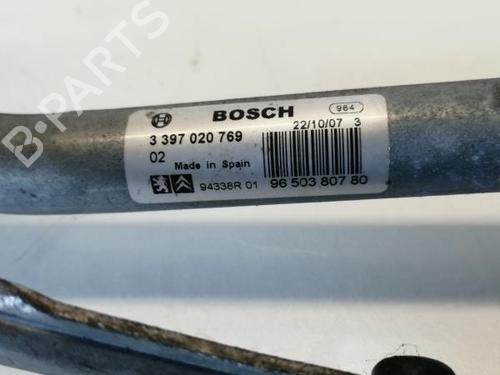 BOSCH
964
3 397 020 769
22/10/07 3
02 Made in Spain
94338R 01 96 503 807 80
B-PARTS